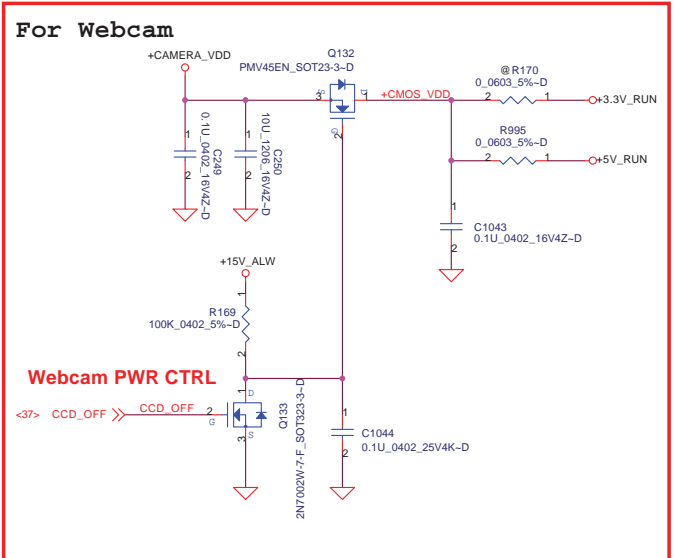 For Webcam
+CAMERA_VDD
Q132
PMV45EN_SOT23-3~D
3
S
D
1
G
2
+CMOS_VDD
@ R170
0_0603_5%~D
2
1
+3.3V_RUN
R995
0_0603_5%~D
2
1
+5V_RUN
1
2
C249
0.1U_0402_16V4Z~D
1
2
C250
10U_1206_16V4Z~D
1
2
C1043
0.1U_0402_16V4Z~D
+15V_ALW
1
R169
100K_0402_5%~D
2
Webcam PWR CTRL
<37>
CCD_OFF
CCD_OFF
2
G
1
D
S
3
Q133
2N7002W-7-F_SOT323-3~D
1
2
C1044
0.1U_0402_25V4K~D